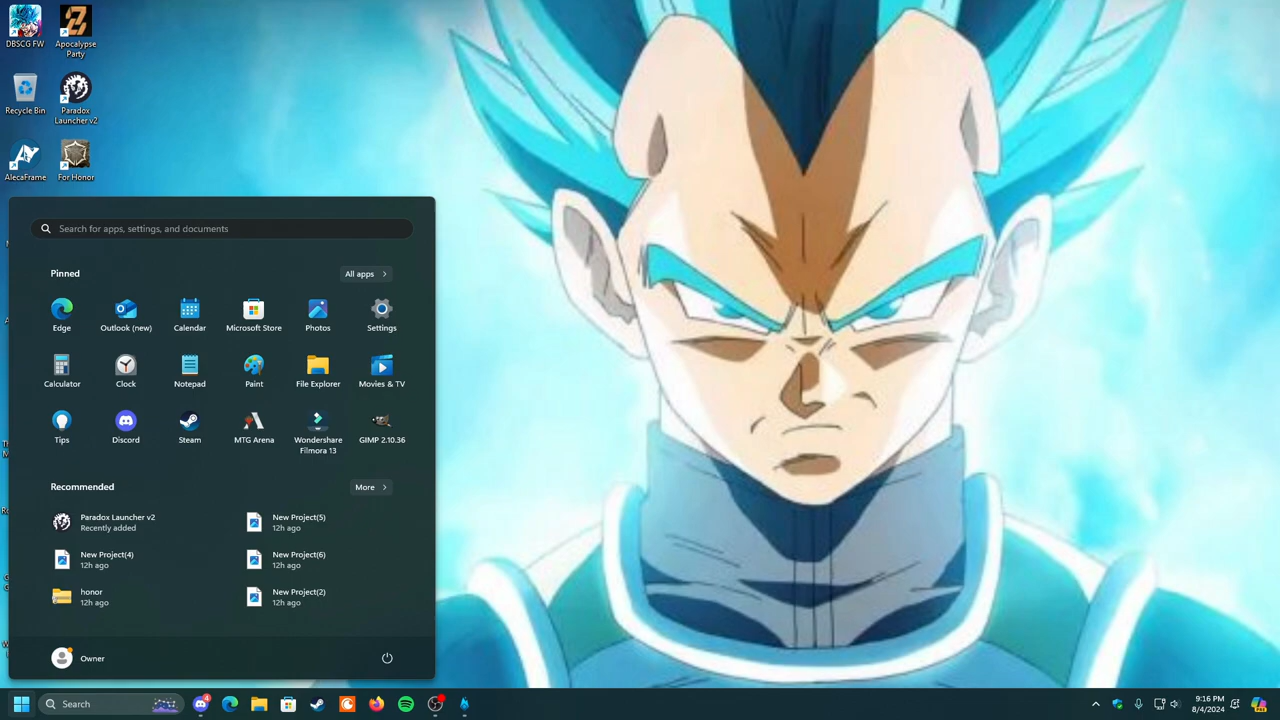 DBSCG FW
Apocalypse
Party
Recycle Bin
Paradox
Launcher v2
AlecaFrame
For Honor
Search for apps, settings, and documents
Pinned
All apps
Edge
Outlook (new)
Calendar
Microsoft Store
Photos
Settings
Calculator
Clock
Notepad
Paint
File Explorer
Movies & TV
Tips
Discord
Steam
MTG Arena
Wondershare
Filmora 13
GIMP 2.10.36
Recommended
More
Paradox Launcher v2
Recently added
New Project(5)
12h ago
New Project(4)
12h ago
New Project(6)
12h ago
honor
12h ago
New Project(2)
12h ago
Owner
Search
4
9:16 PM
8/4/2024